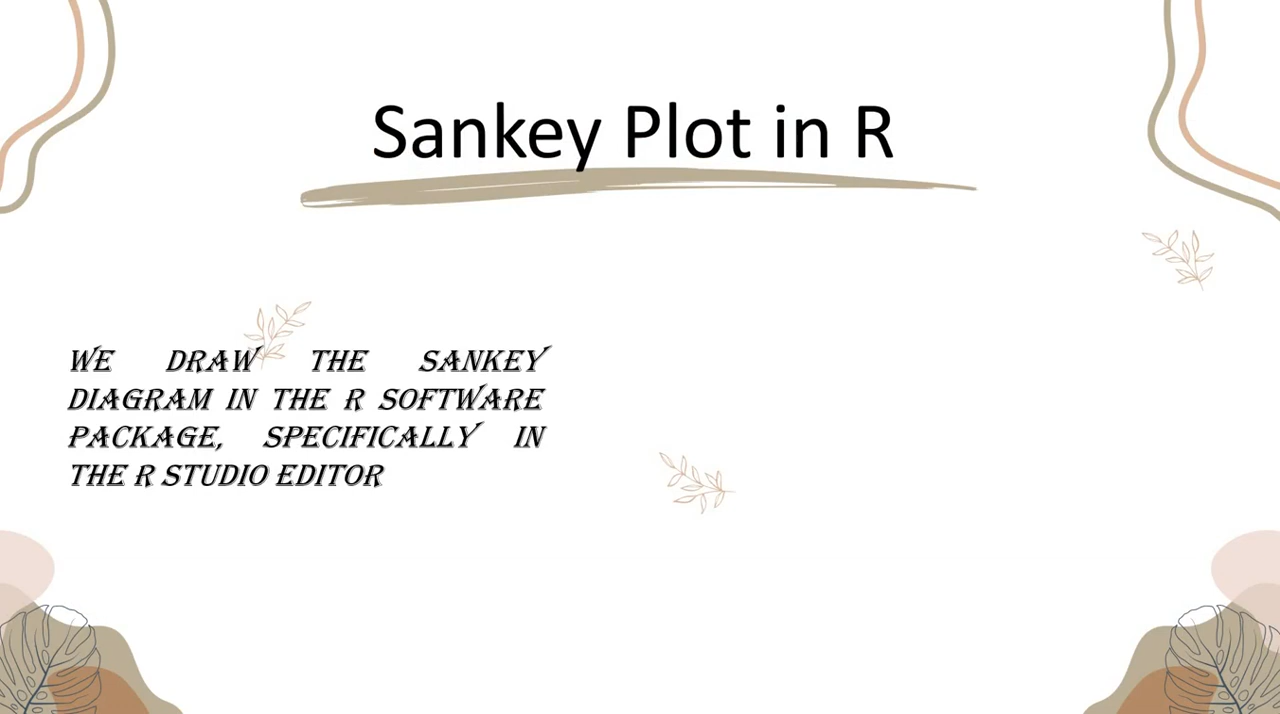 Sankey Plot in R
WE DRAW THE SANKEY
DIAGRAM IN THE R SOFTWARE
PACKAGE, SPECIFICALLY IN
THE R STUDIO EDITOR